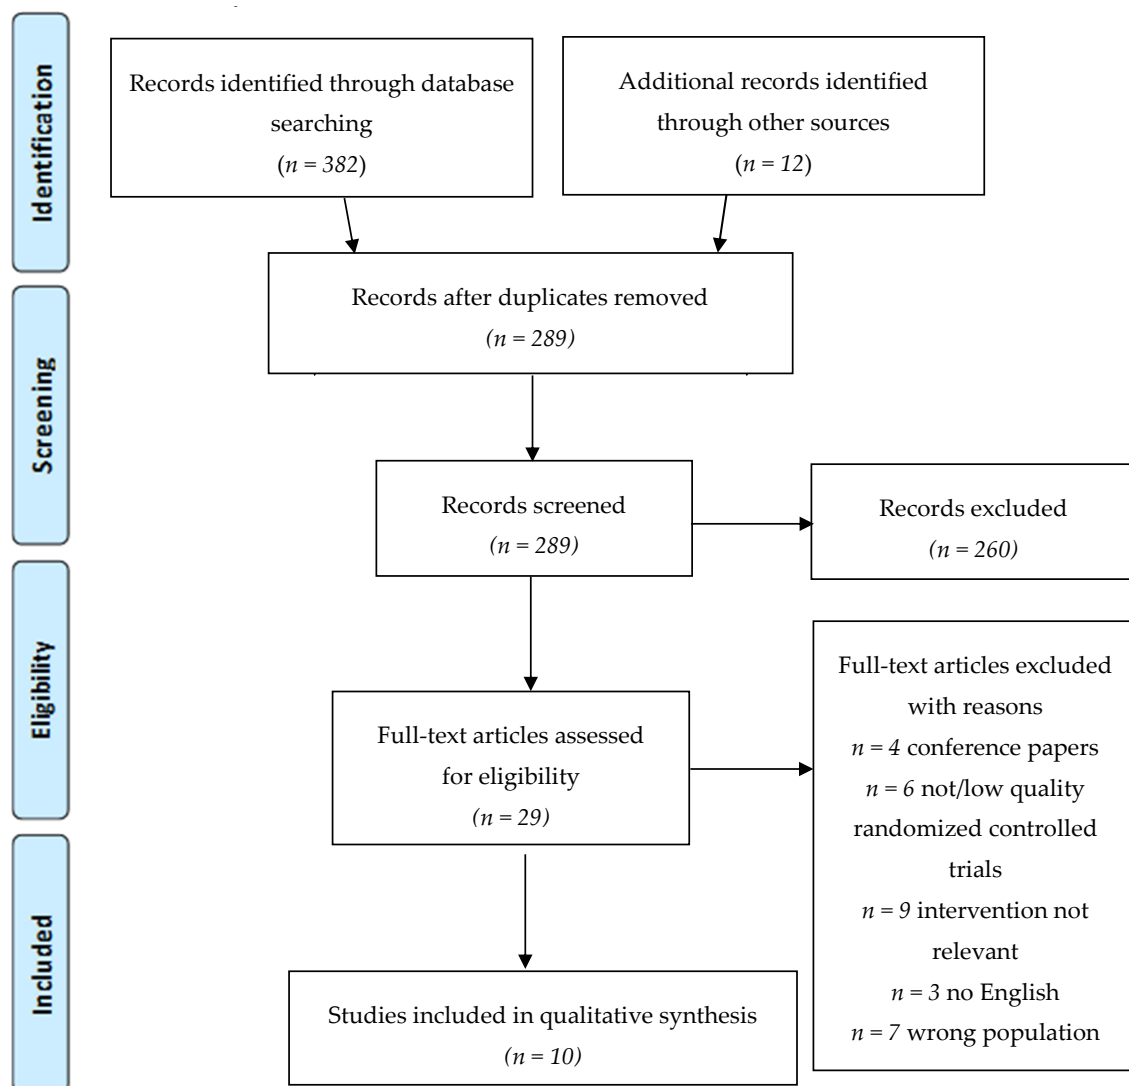 Identification
Records identified through database
searching
(n = 382)
Additional records identified
through other sources
(n = 12)
Records after duplicates removed
(n = 289)
Screening
Records screened
(n = 289)
Records excluded
(n = 260)
Eligibility
Full-text articles assessed
for eligibility
(n = 29)
Full-text articles excluded
with reasons
n = 4 conference papers
n = 6 not/low quality
randomized controlled
trials
n = 9 intervention not
relevant
n = 3 no English
n = 7 wrong population
Included
Studies included in qualitative synthesis
(n = 10)